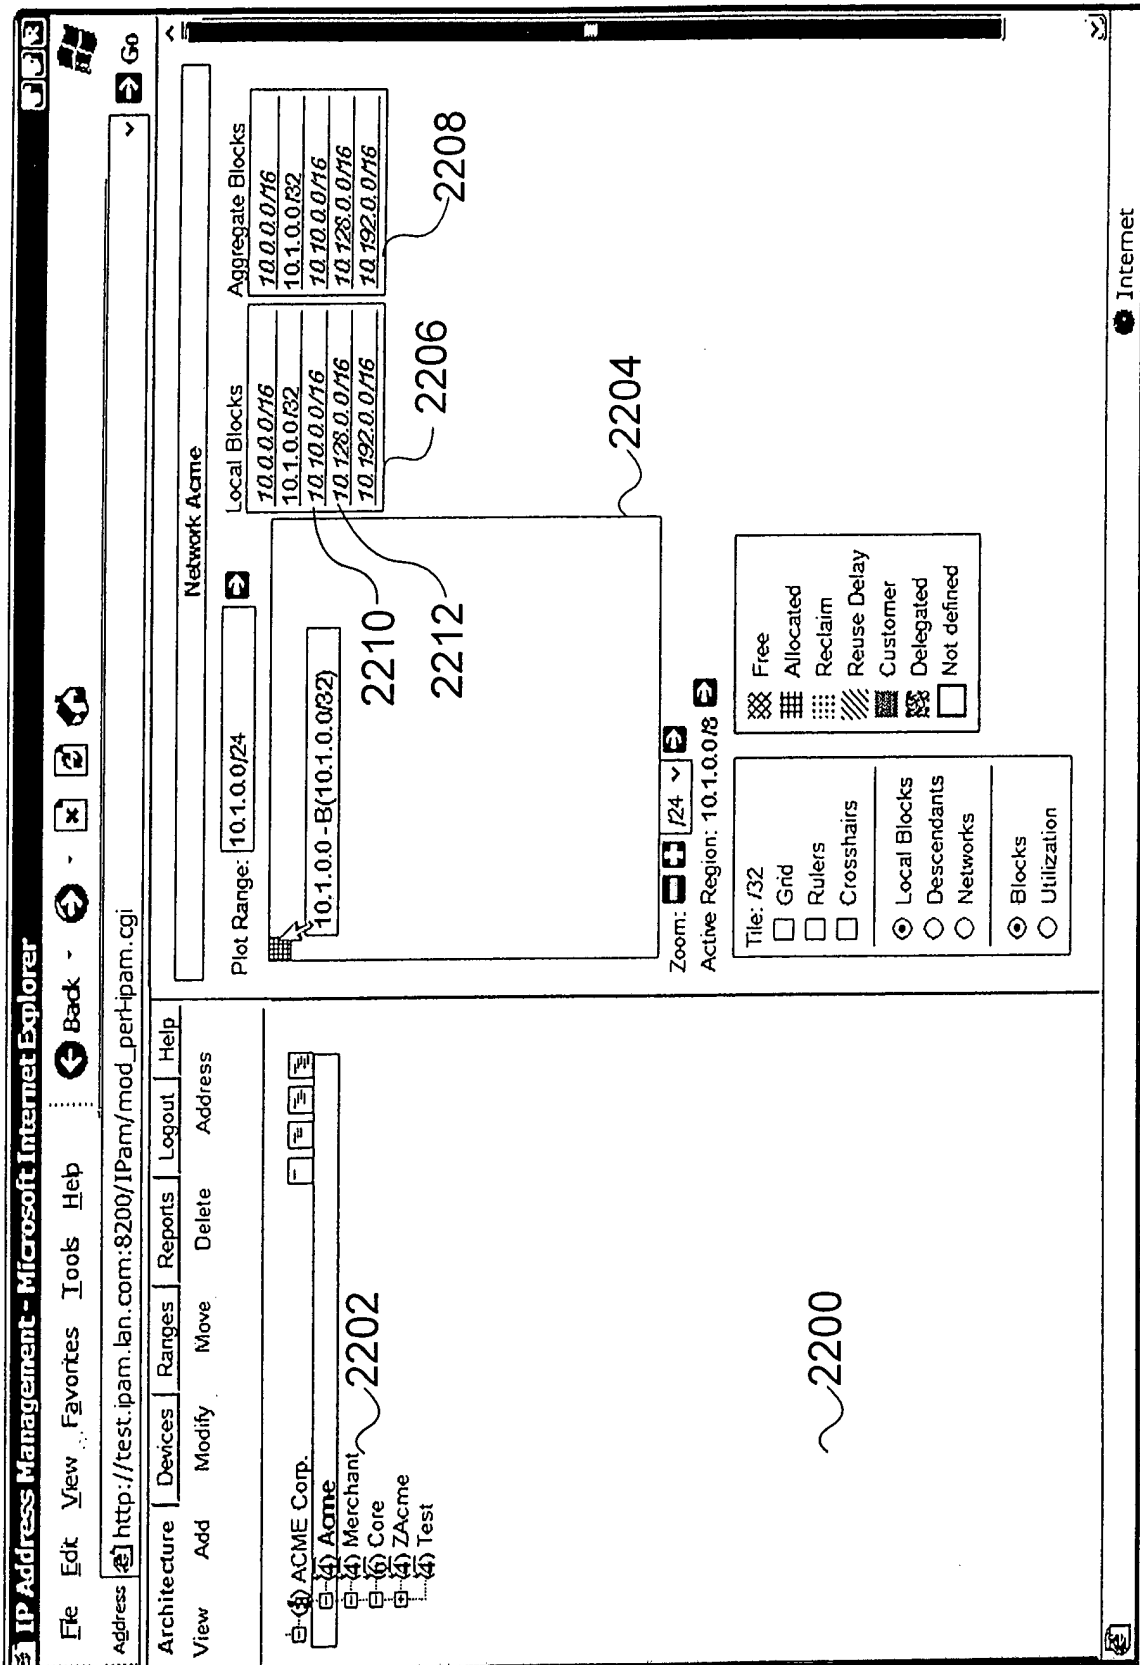 IP Address Management - Microsoft Internet Explorer
File Edit View Favorites Tools Help
Back
Address http://test.ipam.lan.com:8200/IPam/mod_perl-ipam.cgi
Go
Architecture Devices Ranges Reports Logout Help
View Add Modify Move Delete Address
ACME Corp.
(4) Acme
(4) Merchant
(6) Core
(4) ZAcme
(4) Test
2202
2200
Network Acme
Plot Range: 10.1.0.0/24
10.1.0.0 - B(10.1.0.0/32)
2210
2212
Local Blocks
10.0.0.0/16
10.1.0.0/32
10.10.0.0/16
10.128.0.0/16
10.192.0.0/16
2206
Aggregate Blocks
10.0.0.0/16
10.1.0.0/32
10.10.0.0/16
10.128.0.0/16
10.192.0.0/16
2208
2204
Zoom: /24
Active Region: 10.1.0.0/8
Tile: /32
Grid
Rulers
Crosshairs
Local Blocks
Descendants
Networks
Blocks
Utilization
Free
Allocated
Reclaim
Reuse Delay
Customer
Delegated
Not defined
Internet